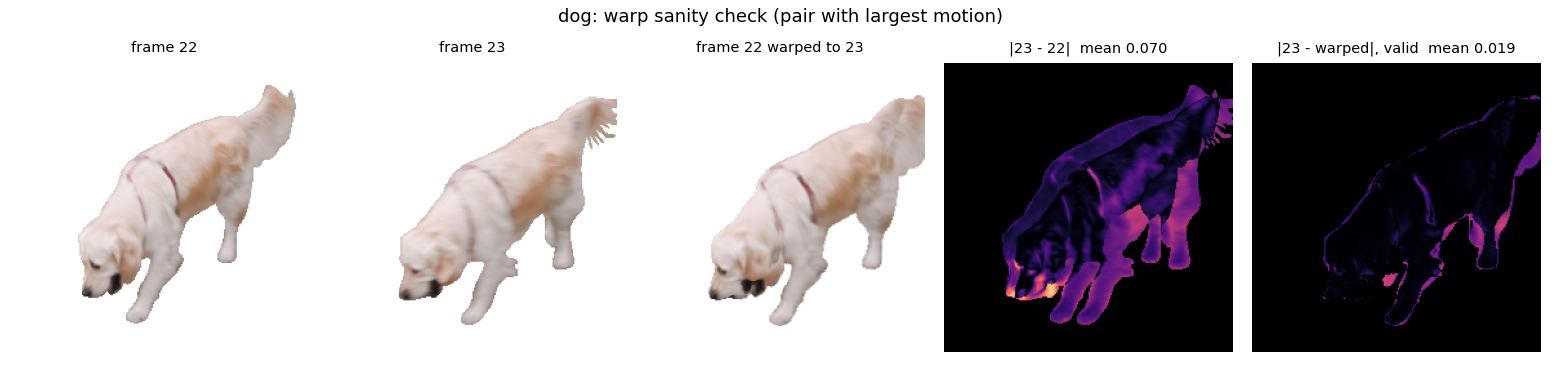 dog: warp sanity check (pair with largest motion)
frame 22
frame 23
frame 22 warped to 23
|23 - 22|  mean 0.070
|23 - warped|, valid  mean 0.019